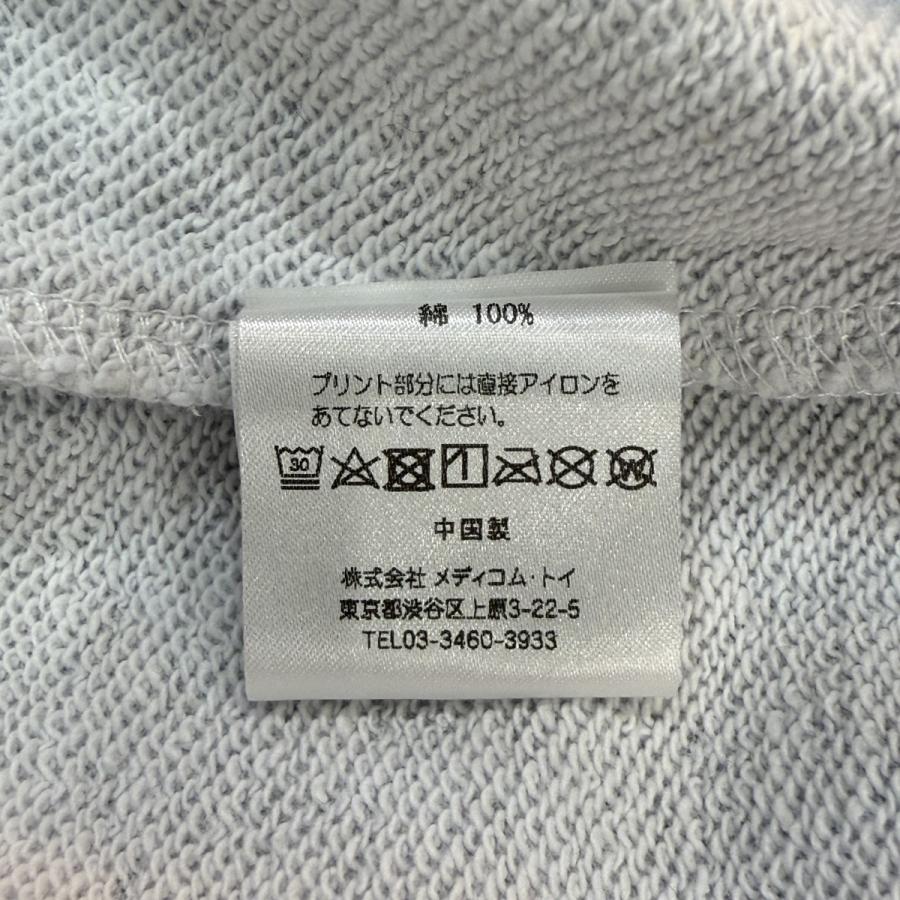 綿 100%
プリント部分には直接アイロンを
あてないでください。
30 W
中国製
株式会社 メディコム・トイ
東京都渋谷区上原3-22-5
TEL03-3460-3933